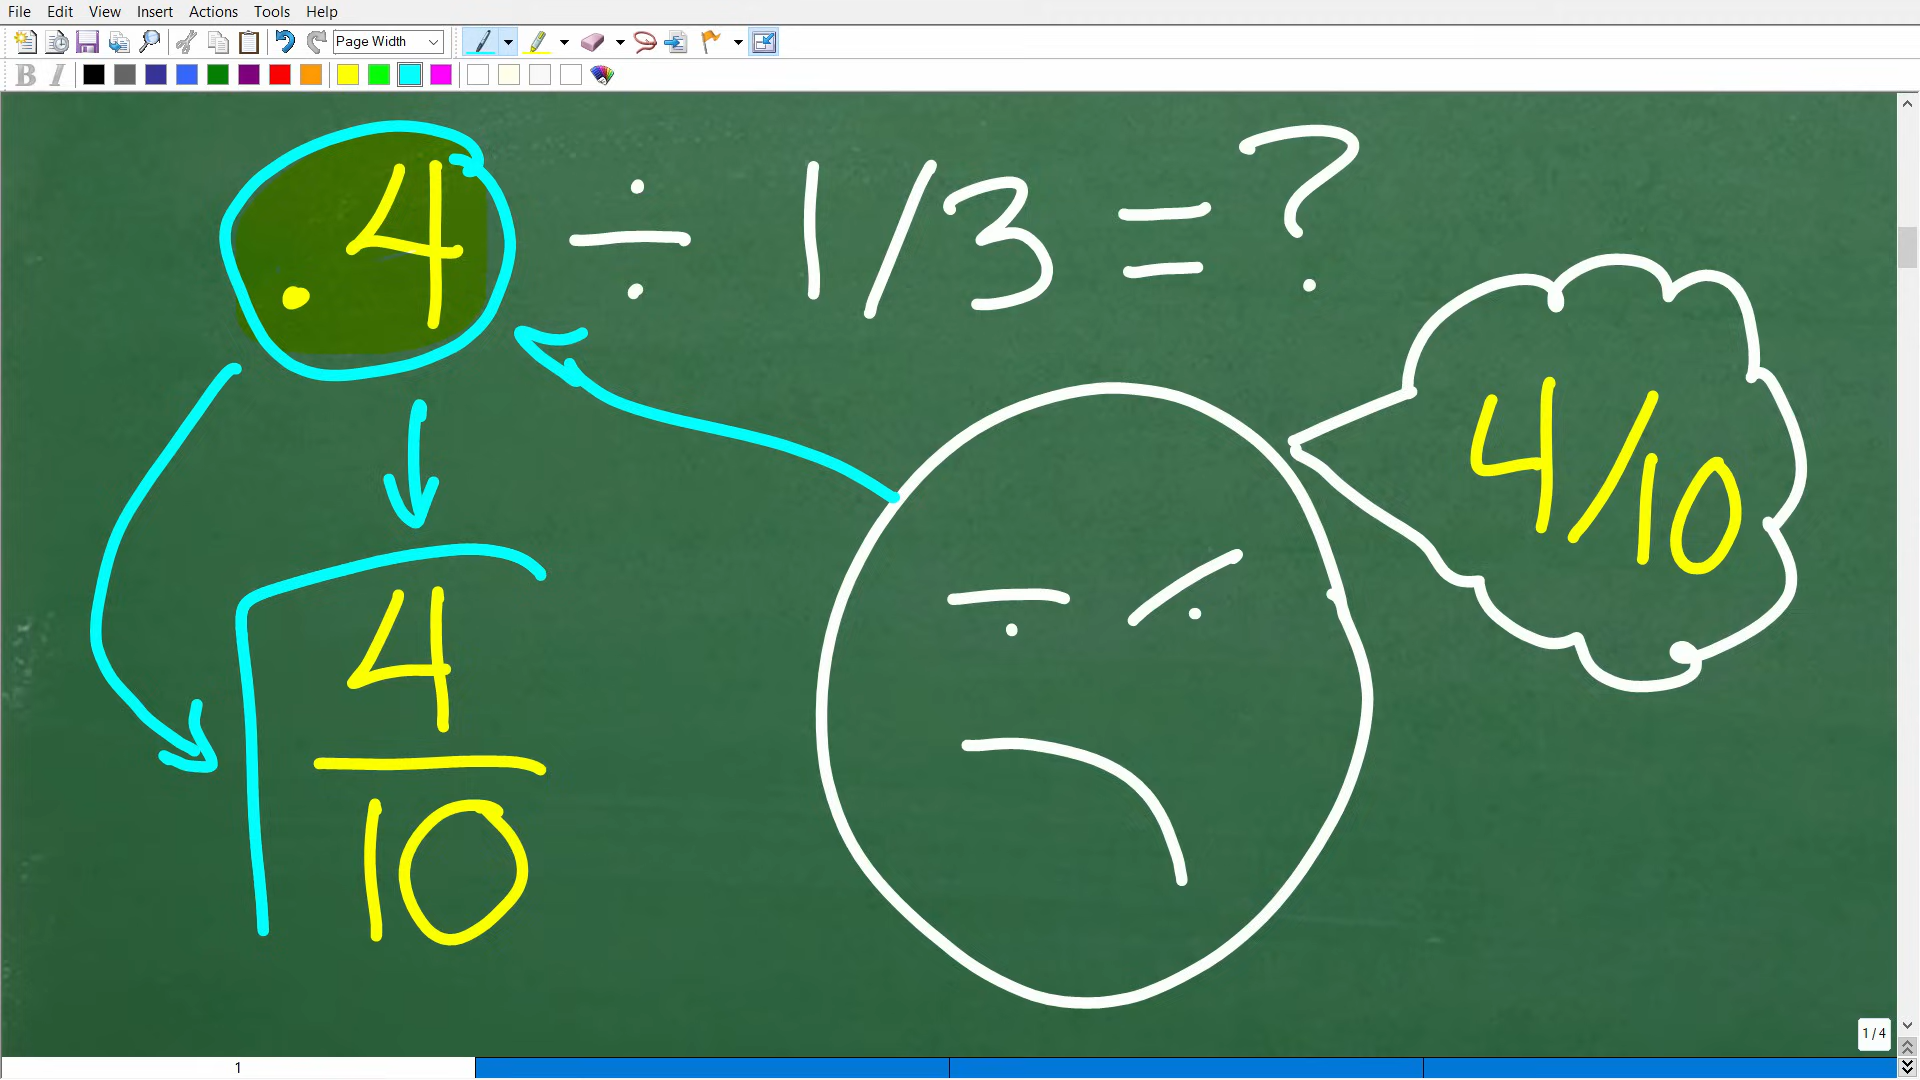 File Edit View Insert Actions Tools Help
Page Width
B I
.4 ÷ 1/3 = ?
4/10
4
10
1/4
1